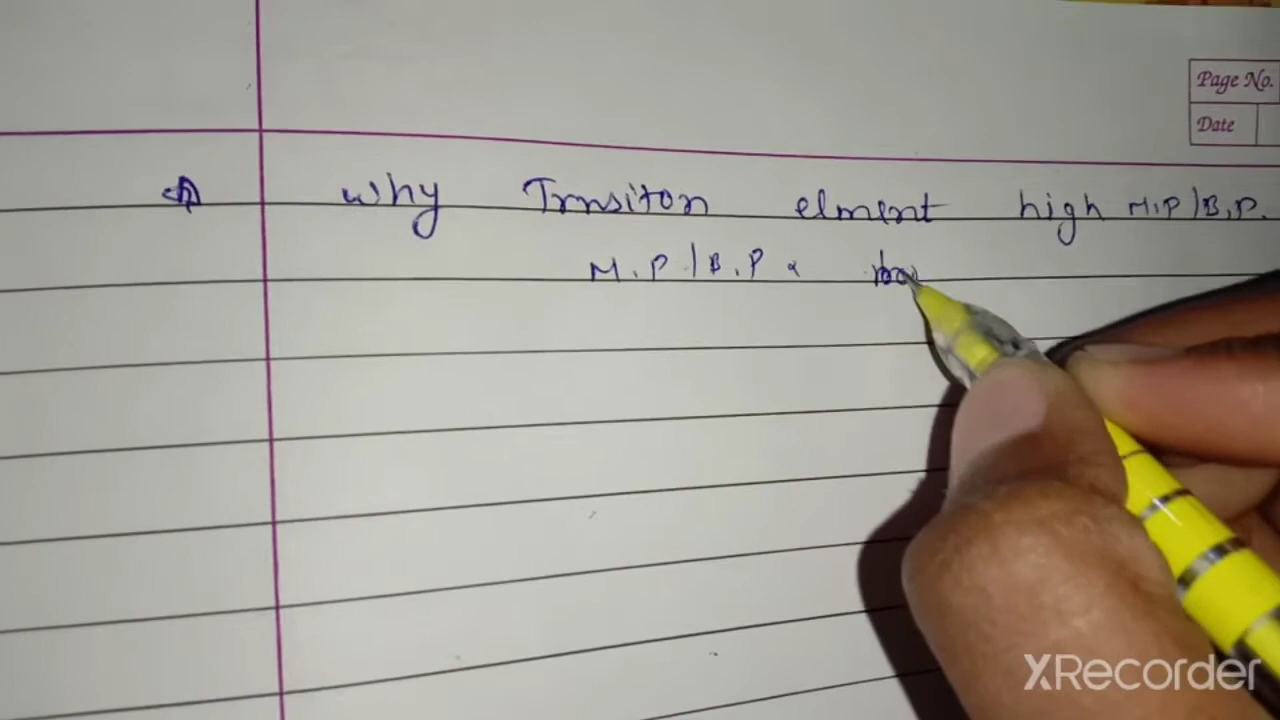 Page No.
Date
why Trnsiton elment high M.P/B.P.
M.P/B.P ∝
XRecorder